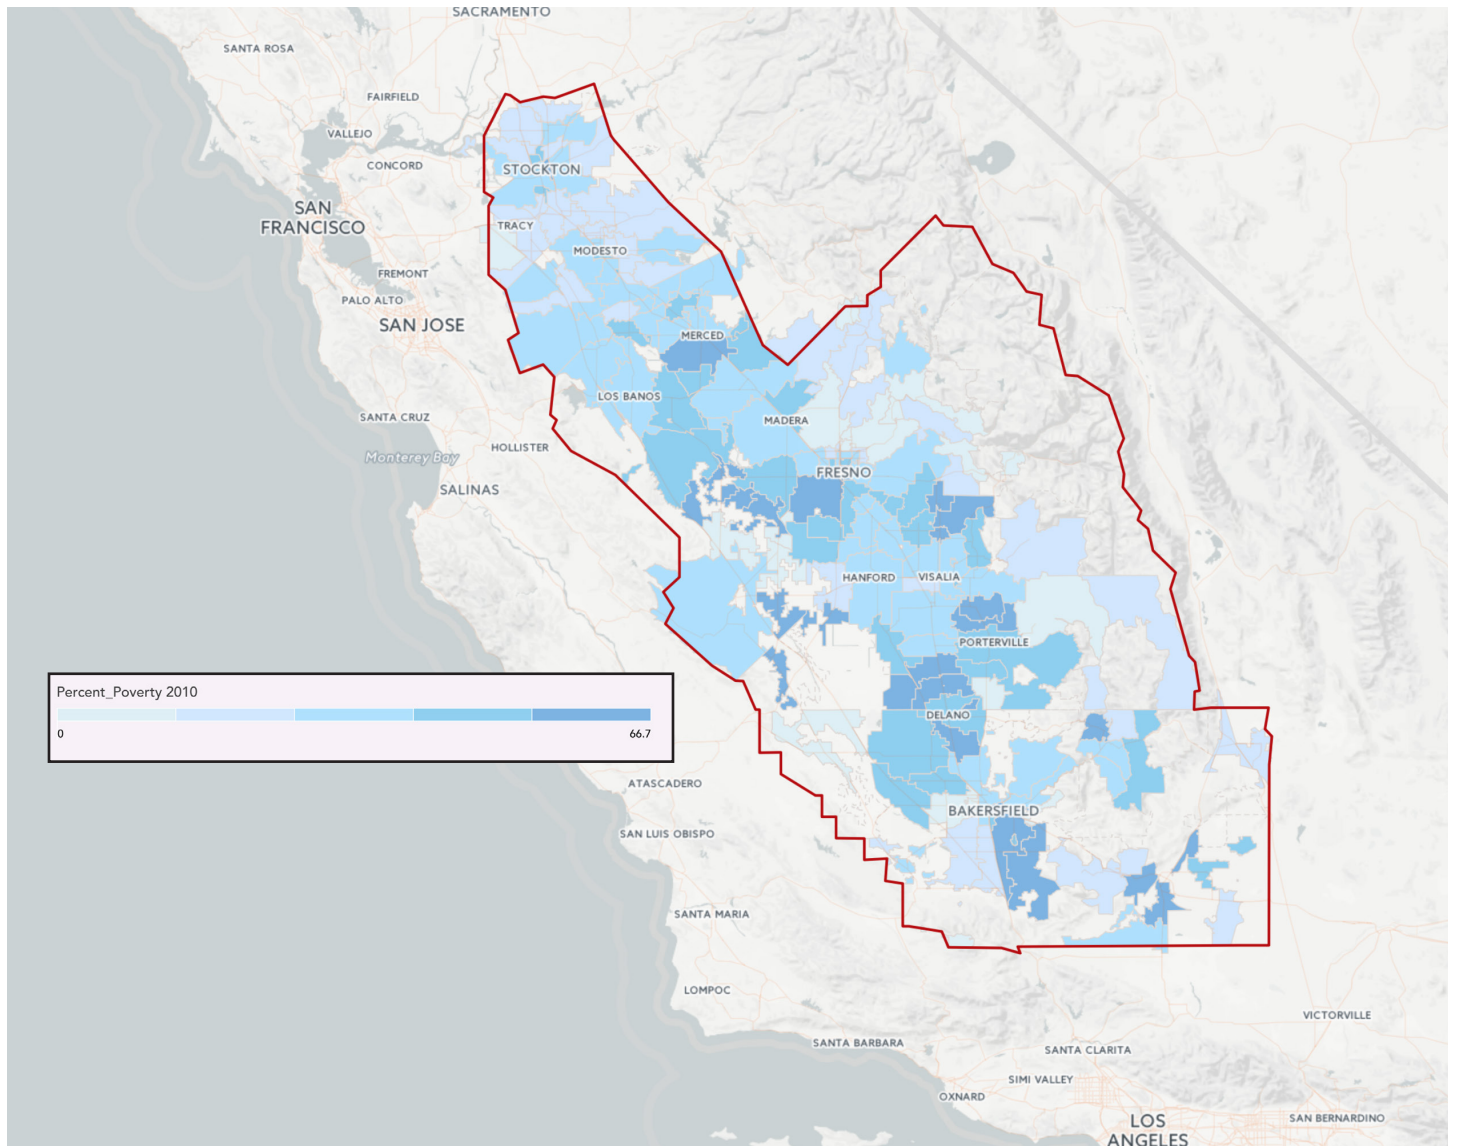 SACRAMENTO
SANTA ROSA
FAIRFIELD
VALLEJO
CONCORD
STOCKTON
SAN
FRANCISCO
TRACY
MODESTO
FREMONT
PALO ALTO
SAN JOSE
MERCED
LOS BANOS
SANTA CRUZ
MADERA
HOLLISTER
Monterey Bay
FRESNO
SALINAS
HANFORD
VISALIA
PORTERVILLE
Percent_Poverty 2010
0
66.7
DELANO
ATASCADERO
BAKERSFIELD
SAN LUIS OBISPO
SANTA MARIA
LOMPOC
VICTORVILLE
SANTA BARBARA
SANTA CLARITA
SIMI VALLEY
OXNARD
SAN BERNARDINO
LOS
ANGELES